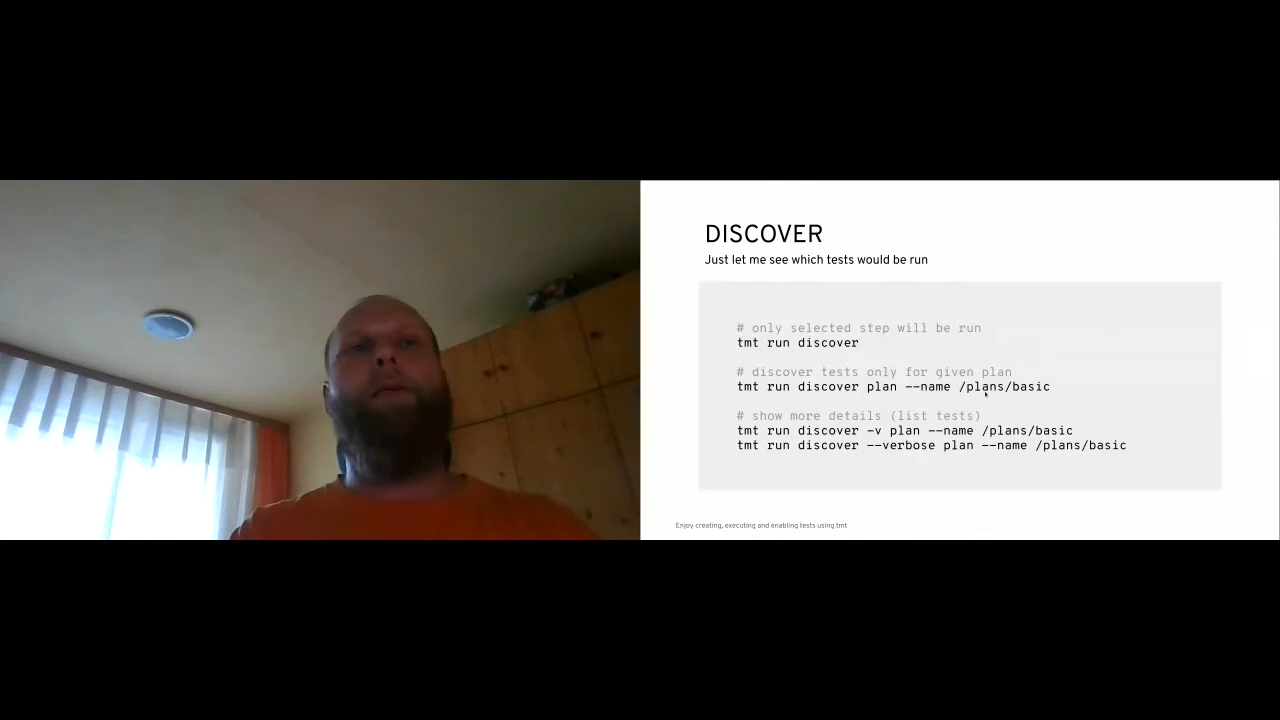 DISCOVER
Just let me see which tests would be run
# only selected step will be run
tmt run discover
# discover tests only for given plan
tmt run discover plan --name /plans/basic
# show more details (list tests)
tmt run discover -v plan --name /plans/basic
tmt run discover --verbose plan --name /plans/basic
Enjoy creating, executing and enabling tests using tmt